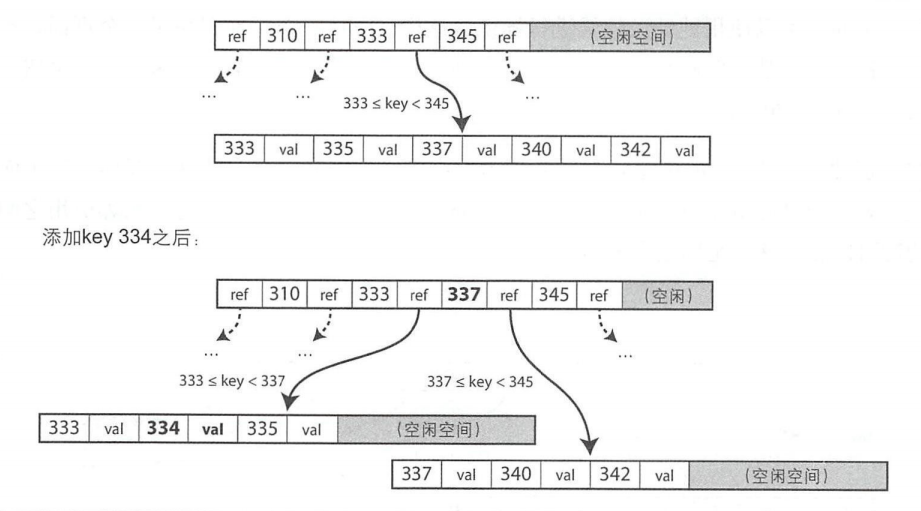 ref 310 ref 333 ref 345 ref (空闲空间)
... ... ...
333 ≤ key < 345
333 val 335 val 337 val 340 val 342 val
添加key 334之后:
ref 310 ref 333 ref 337 ref 345 ref (空闲)
... ... ...
333 ≤ key < 337 337 ≤ key < 345
333 val 334 val 335 val (空闲空间)
337 val 340 val 342 val (空闲空间)